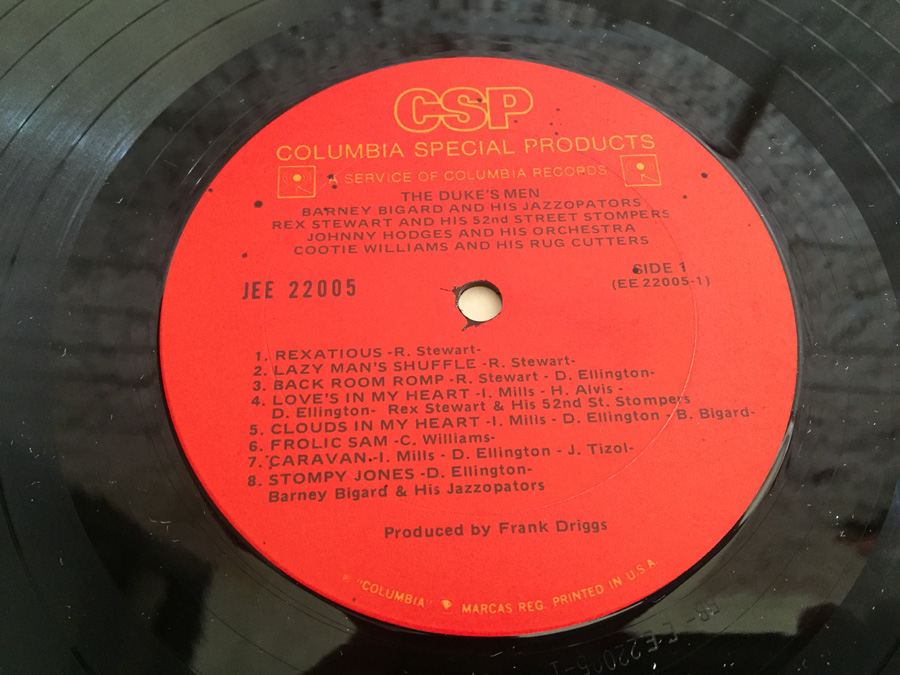 CSP
COLUMBIA SPECIAL PRODUCTS
A SERVICE OF COLUMBIA RECORDS
THE DUKE'S MEN
BARNEY BIGARD AND HIS JAZZOPATORS
REX STEWART AND HIS 52nd STREET STOMPERS
JOHNNY HODGES AND HIS ORCHESTRA
COOTIE WILLIAMS AND HIS RUG CUTTERS
JEE 22005
SIDE 1
(EE 22005-1)
1. REXATIOUS -R. Stewart-
2. LAZY MAN'S SHUFFLE -R. Stewart-
3. BACK ROOM ROMP -R. Stewart - D. Ellington-
4. LOVE'S IN MY HEART -I. Mills - H. Alvis -
D. Ellington- Rex Stewart & His 52nd St. Stompers
5. CLOUDS IN MY HEART -I. Mills - D. Ellington - B. Bigard-
6. FROLIC SAM -C. Williams-
7. CARAVAN -I. Mills - D. Ellington - J. Tizol-
8. STOMPY JONES -D. Ellington-
Barney Bigard & His Jazzopators
Produced by Frank Driggs
"COLUMBIA" MARCAS REG. PRINTED IN U.S.A.